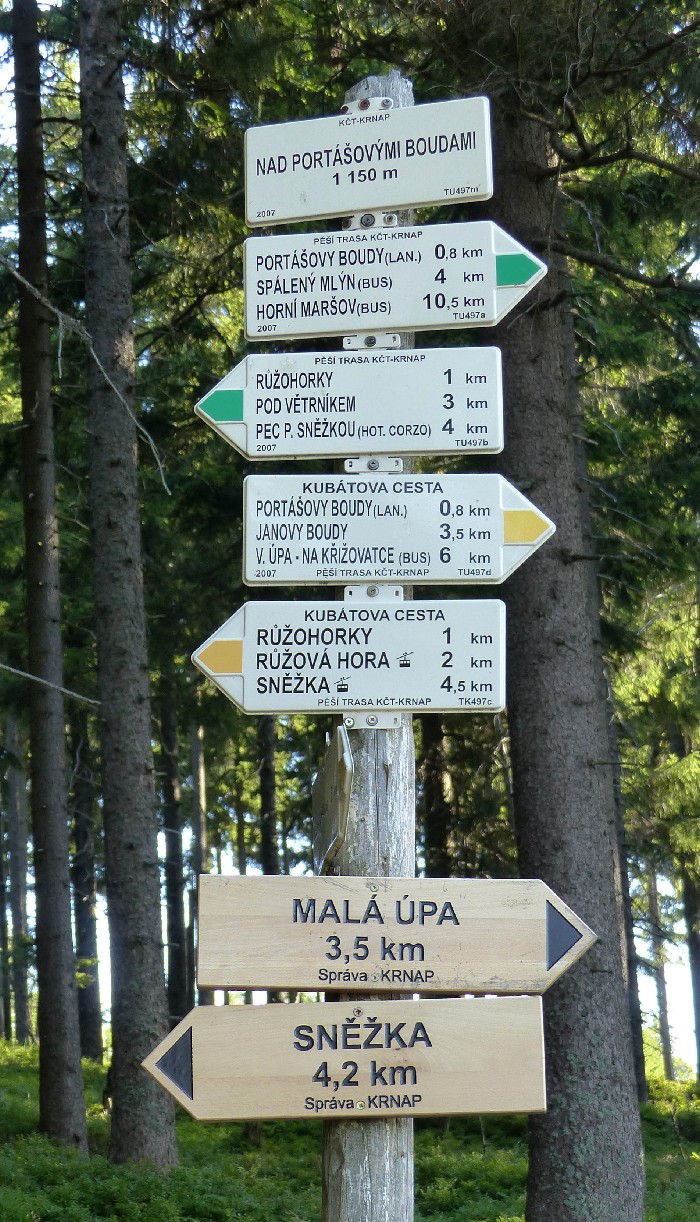 KČT-KRNAP
NAD PORTÁŠOVÝMI BOUDAMI
1 150 m
2007 TU497m
PĚŠÍ TRASA KČT-KRNAP
PORTÁŠOVY BOUDY(LAN.) 0,8 km
SPÁLENÝ MLÝN(BUS) 4 km
HORNÍ MARŠOV(BUS) 10,5 km
2007 TU497a
PĚŠÍ TRASA KČT-KRNAP
RŮŽOHORKY 1 km
POD VĚTRNÍKEM 3 km
PEC P. SNĚŽKOU(HOT. CORZO) 4 km
2007 TU497b
KUBÁTOVA CESTA
PORTÁŠOVY BOUDY(LAN.) 0,8 km
JANOVY BOUDY 3,5 km
V. ÚPA - NA KŘIŽOVATCE (BUS) 6 km
2007 PĚŠÍ TRASA KČT-KRNAP TU497d
KUBÁTOVA CESTA
RŮŽOHORKY 1 km
RŮŽOVÁ HORA 2 km
SNĚŽKA 4,5 km
PĚŠÍ TRASA KČT-KRNAP TK497c
MALÁ ÚPA
3,5 km
Správa KRNAP
SNĚŽKA
4,2 km
Správa KRNAP